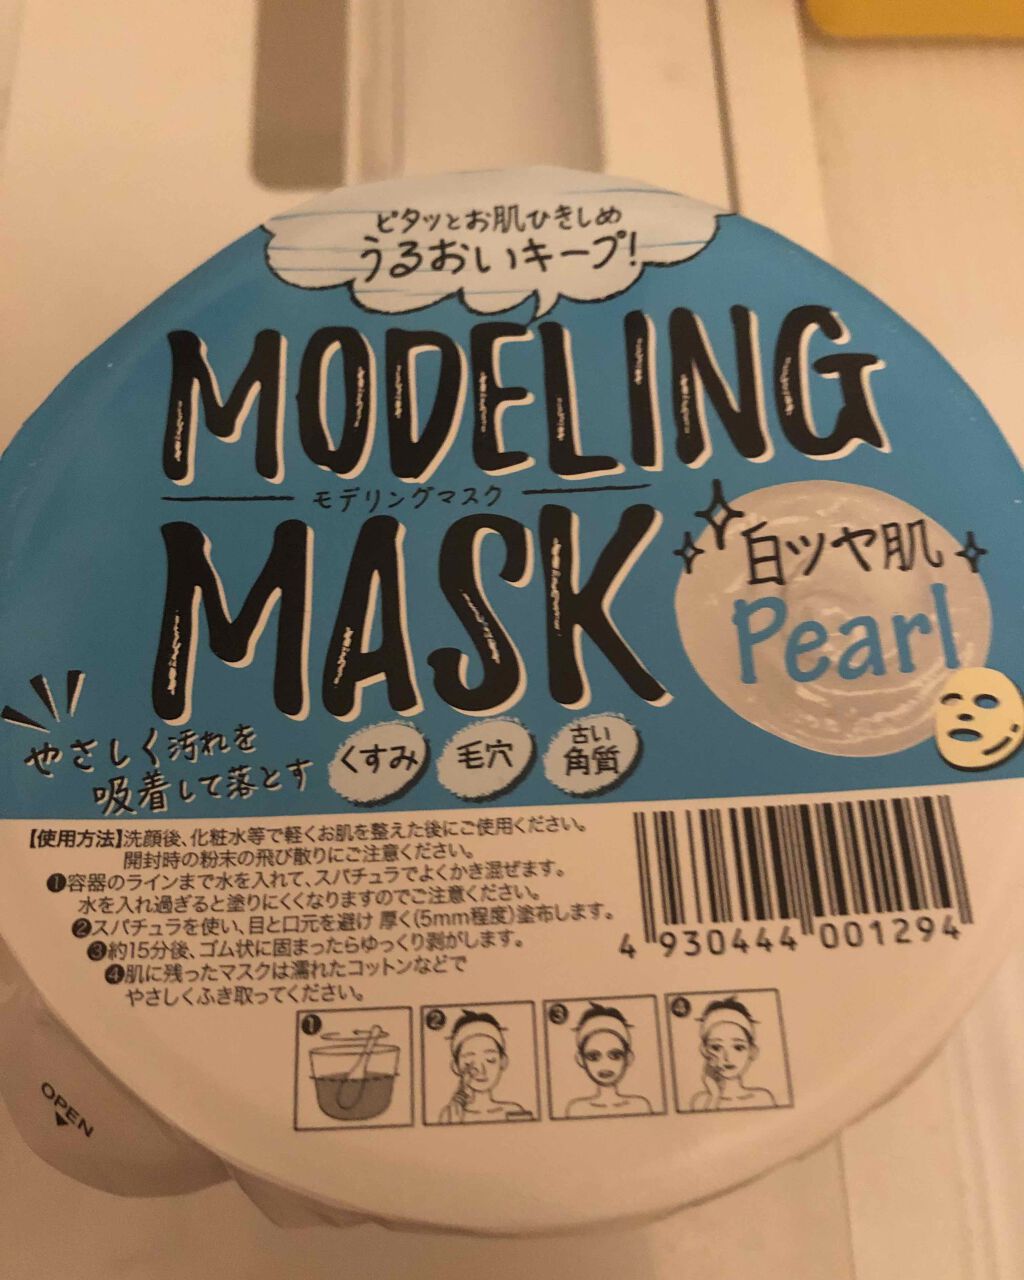 ピタッとお肌ひきしめ
うるおいキープ!
MODELING
モデリングマスク
MASK
白ツヤ肌
Pearl
やさしく汚れを
吸着して落とす
くすみ
毛穴
古い
角質
【使用方法】洗顔後、化粧水等で軽くお肌を整えた後にご使用ください。
開封時の粉末の飛び散りにご注意ください。
❶容器のラインまで水を入れて、スパチュラでよくかき混ぜます。
水を入れ過ぎると塗りにくくなりますのでご注意ください。
❷スパチュラを使い、目と口元を避け 厚く(5mm程度)塗布します。
❸約15分後、ゴム状に固まったらゆっくり剥がします。
❹肌に残ったマスクは濡れたコットンなどで
やさしくふき取ってください。
4 930444 001294
❶
❷
❸
❹
OPEN